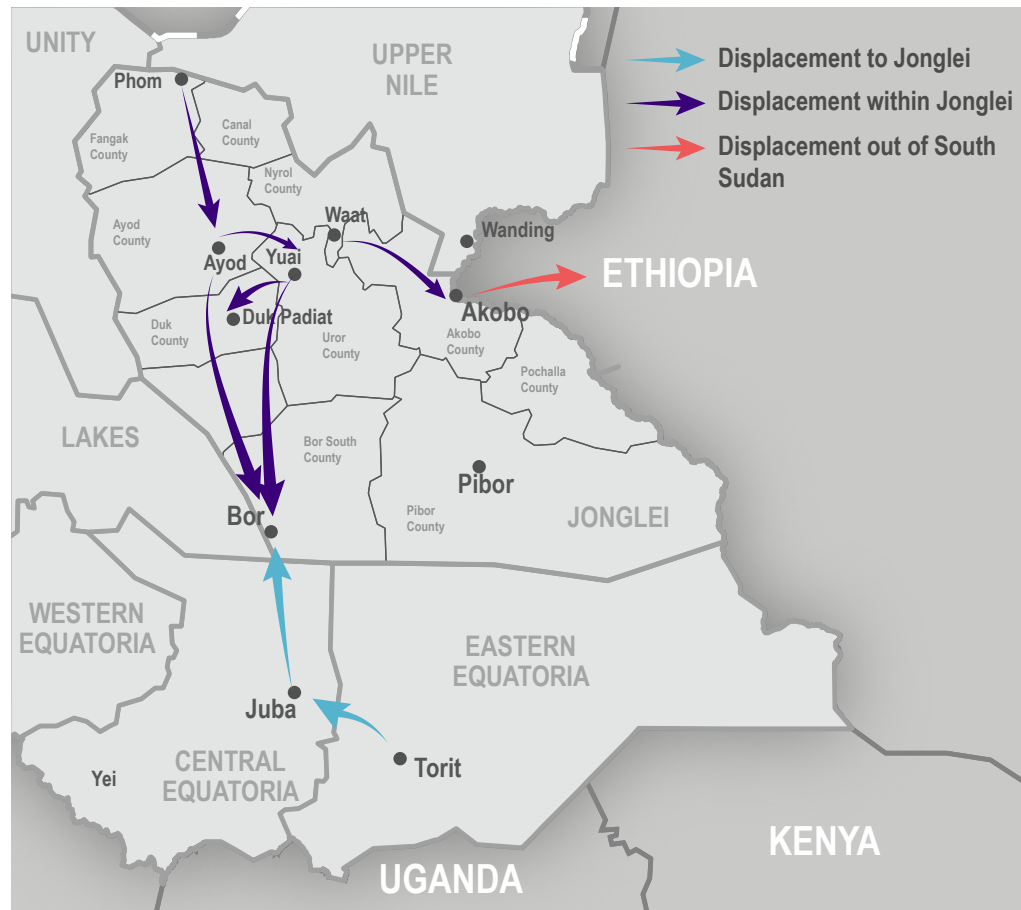 UNITY
UPPER
NILE
Displacement to Jonglei
Displacement within Jonglei
Displacement out of South
Sudan
Phom
Canal
County
Fangak
County
Nyrol
County
Waat
Wanding
Ayod
County
Ayod
Yuai
ETHIOPIA
Akobo
Duk Padiat
Duk
County
Uror
County
Akobo
County
Pochalla
County
LAKES
Bor South
County
Pibor
Bor
Pibor
County
JONGLEI
WESTERN
EQUATORIA
EASTERN
EQUATORIA
Juba
CENTRAL
EQUATORIA
Yei
Torit
KENYA
UGANDA